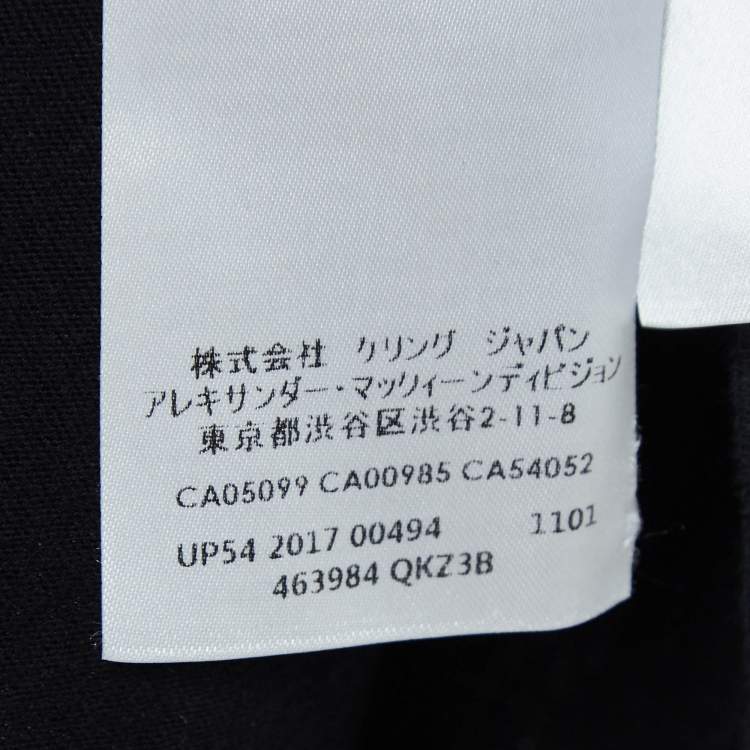 株式会社 ケリング ジャパン
アレキサンダー・マックィーンディビジョン
東京都渋谷区渋谷2-11-8
CA05099 CA00985 CA54052
UP54 2017 00494 1101
463984 QKZ3B